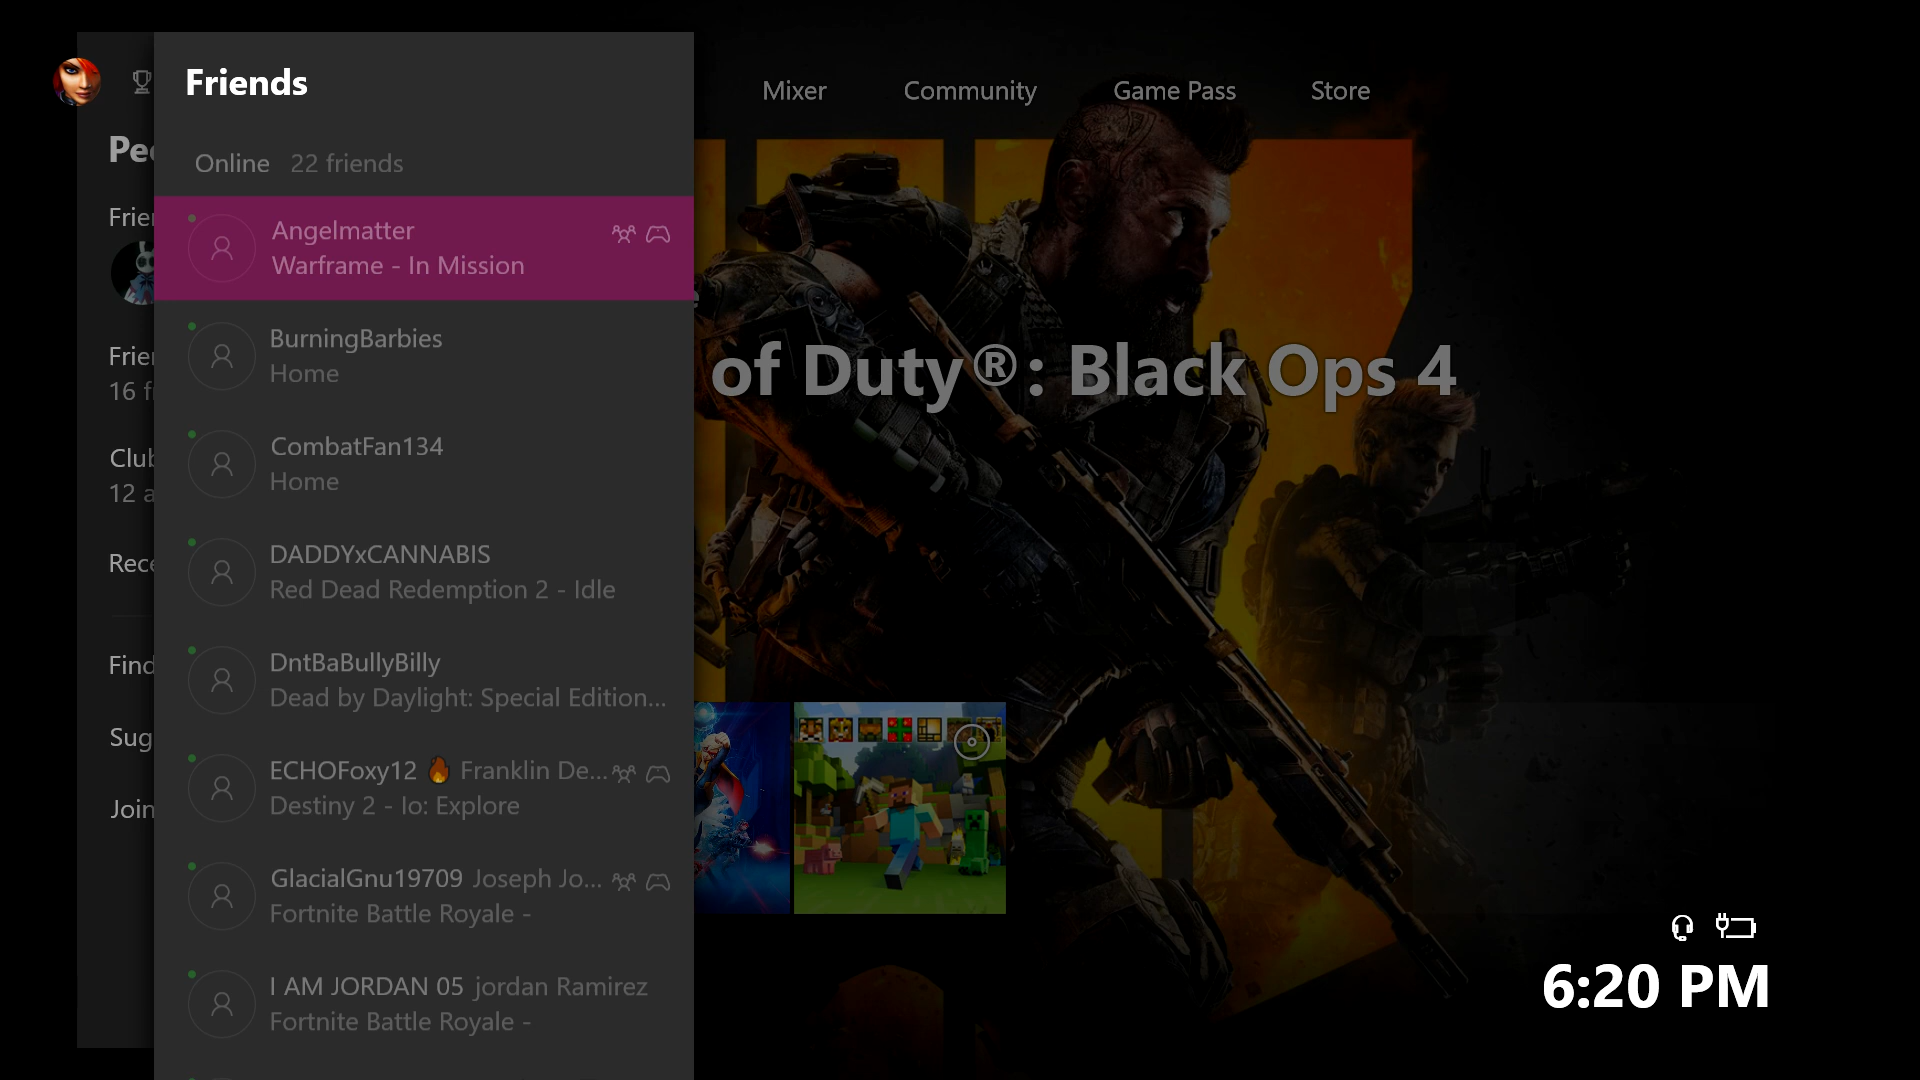 Friends
Mixer
Community
Game Pass
Store
Online 22 friends
Angelmatter
Warframe - In Mission
BurningBarbies
Home
CombatFan134
Home
DADDYxCANNABIS
Red Dead Redemption 2 - Idle
DntBaBullyBilly
Dead by Daylight: Special Edition...
ECHOFoxy12 🔥 Franklin De...
Destiny 2 - Io: Explore
GlacialGnu19709 Joseph Jo...
Fortnite Battle Royale -
I AM JORDAN 05 jordan Ramirez
Fortnite Battle Royale -
Pe
Frien
Frien
16 f
Club
12 a
Rece
Find
Sug
Join
of Duty®: Black Ops 4
6:20 PM